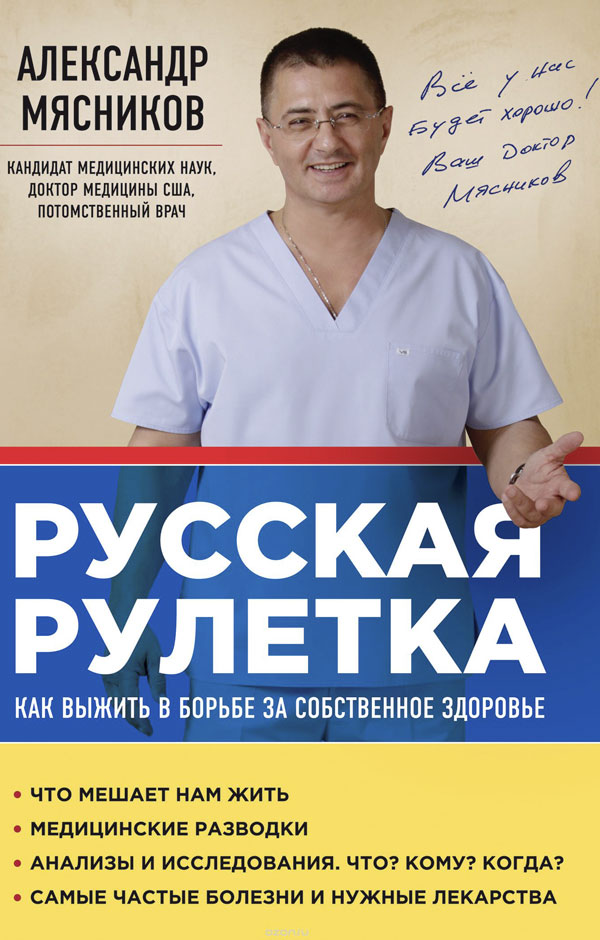 АЛЕКСАНДР
МЯСНИКОВ
КАНДИДАТ МЕДИЦИНСКИХ НАУК,
ДОКТОР МЕДИЦИНЫ США,
ПОТОМСТВЕННЫЙ ВРАЧ
Всё у нас
Будет хорошо!
Ваш Доктор
Мясников
РУССКАЯ
РУЛЕТКА
КАК ВЫЖИТЬ В БОРЬБЕ ЗА СОБСТВЕННОЕ ЗДОРОВЬЕ
• ЧТО МЕШАЕТ НАМ ЖИТЬ
• МЕДИЦИНСКИЕ РАЗВОДКИ
• АНАЛИЗЫ И ИССЛЕДОВАНИЯ. ЧТО? КОМУ? КОГДА?
• САМЫЕ ЧАСТЫЕ БОЛЕЗНИ И НУЖНЫЕ ЛЕКАРСТВА
ozon.ru